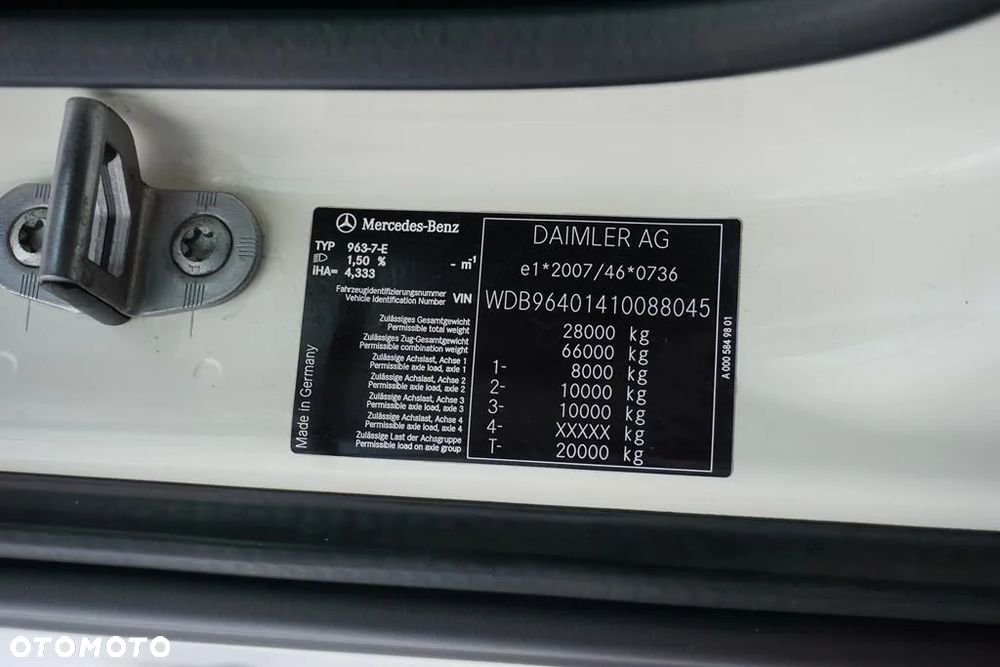 Mercedes-Benz
TYP 963-7-E
1,50 % - m⁻¹
iHA= 4,333
Fahrzeugidentifizierungsnummer
Vehicle Identification Number VIN
Zulässiges Gesamtgewicht
Permissible total weight
Zulässiges Zug-Gesamtgewicht
Permissible combination weight
Zulässige Achslast, Achse 1
Permissible axle load, axle 1
Zulässige Achslast, Achse 2
Permissible axle load, axle 2
Zulässige Achslast, Achse 3
Permissible axle load, axle 3
Zulässige Achslast, Achse 4
Permissible axle load, axle 4
Zulässige Last der Achsgruppe
Permissible load on axle group
Made in Germany
DAIMLER AG
e1*2007/46*0736
WDB96401410088045
28000 kg
66000 kg
1- 8000 kg
2- 10000 kg
3- 10000 kg
4- XXXXX kg
T- 20000 kg
A 000 584 98 01
OTOMOTO